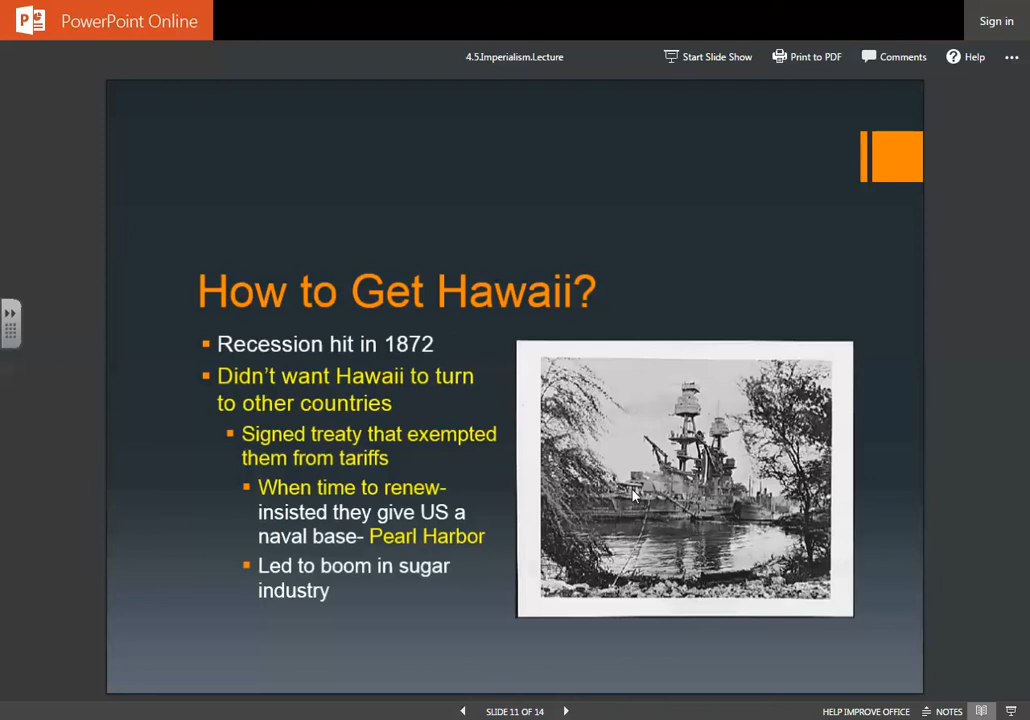 PowerPoint Online
Sign in
4.5.Imperialism.Lecture
Start Slide Show
Print to PDF
Comments
Help
How to Get Hawaii?
Recession hit in 1872
Didn't want Hawaii to turn
to other countries
Signed treaty that exempted
them from tariffs
When time to renew-
insisted they give US a
naval base- Pearl Harbor
Led to boom in sugar
industry
SLIDE 11 OF 14
HELP IMPROVE OFFICE
NOTES